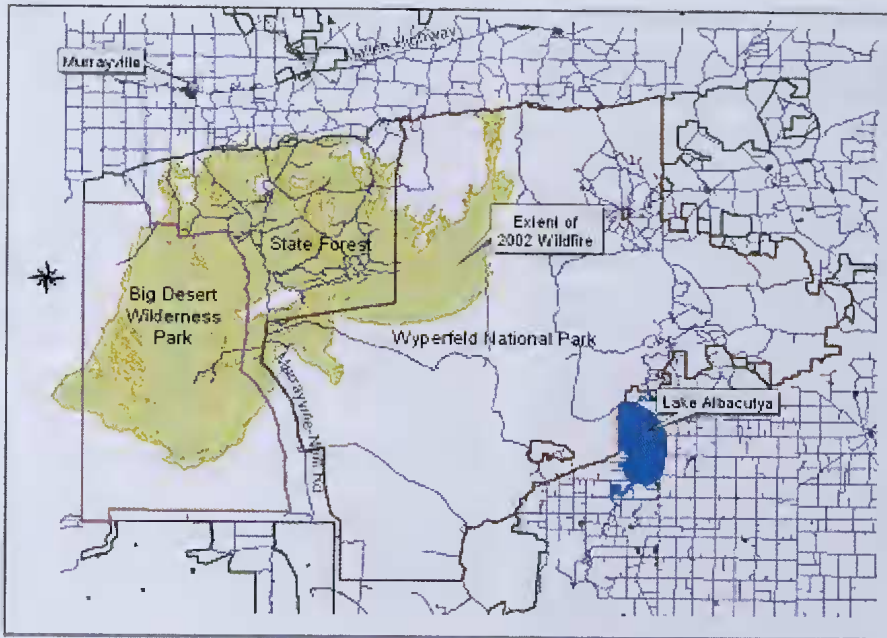 Murrayville
Mallee Highway
Extent of
2002 Wildfire
State Forest
Big Desert
Wilderness
Park
Wyperfeld National Park
Murrayville-Nhill Rd
Lake Albacutya